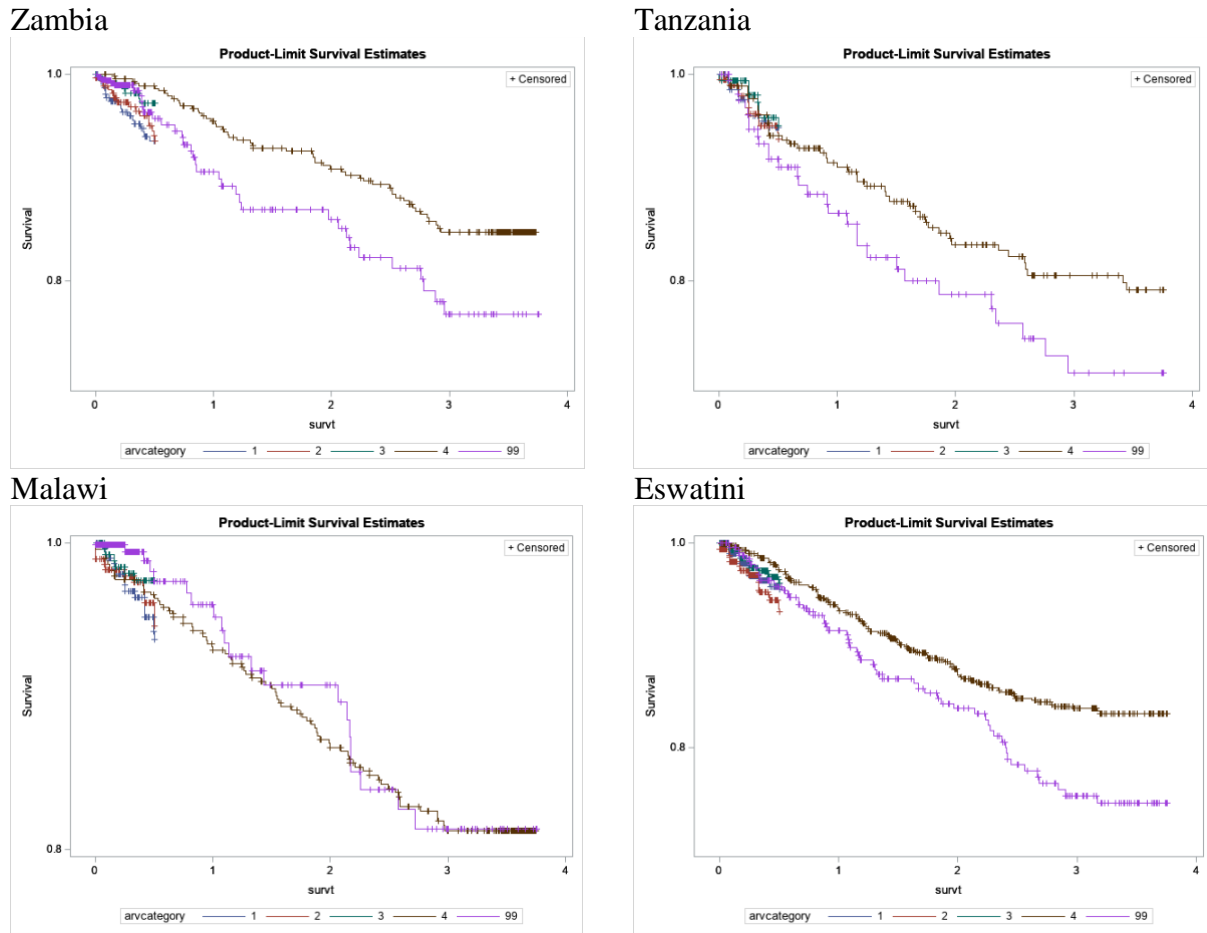 Zambia
Product-Limit Survival Estimates
+ Censored
1.0
0.8
Survival
0 1 2 3 4
survt
arvcategory 1 2 3 4 99
Tanzania
Product-Limit Survival Estimates
+ Censored
1.0
0.8
Survival
0 1 2 3 4
survt
arvcategory 1 2 3 4 99
Malawi
Product-Limit Survival Estimates
+ Censored
1.0
0.8
Survival
0 1 2 3 4
survt
arvcategory 1 2 3 4 99
Eswatini
Product-Limit Survival Estimates
+ Censored
1.0
0.8
Survival
0 1 2 3 4
survt
arvcategory 1 2 3 4 99